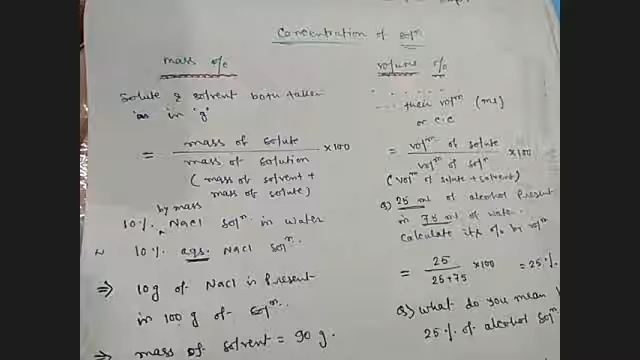 Concentration of solⁿ
mass %
solute & solvent both taken
as in 'g'
= mass of solute / mass of solution ×100
( mass of solvent +
mass of solute )
by mass
10% NaCl solⁿ in water
~ 10% aqs. NaCl solⁿ.
⇒ 10g of NaCl is Present
in 100 g of solⁿ.
⇒ mass of solvent = 90 g.
volume %
...... their volᵐ (ml)
or c.c
= volᵐ of solute / volᵐ of solⁿ ×100
( volᵐ of solute + solvent )
Q) 25 ml of alcohol Present
in 75 ml of water.
Calculate its % by volᵐ
= 25 / 25+75 ×100 = 25%
Q) What do you mean
25% of alcohol solⁿ